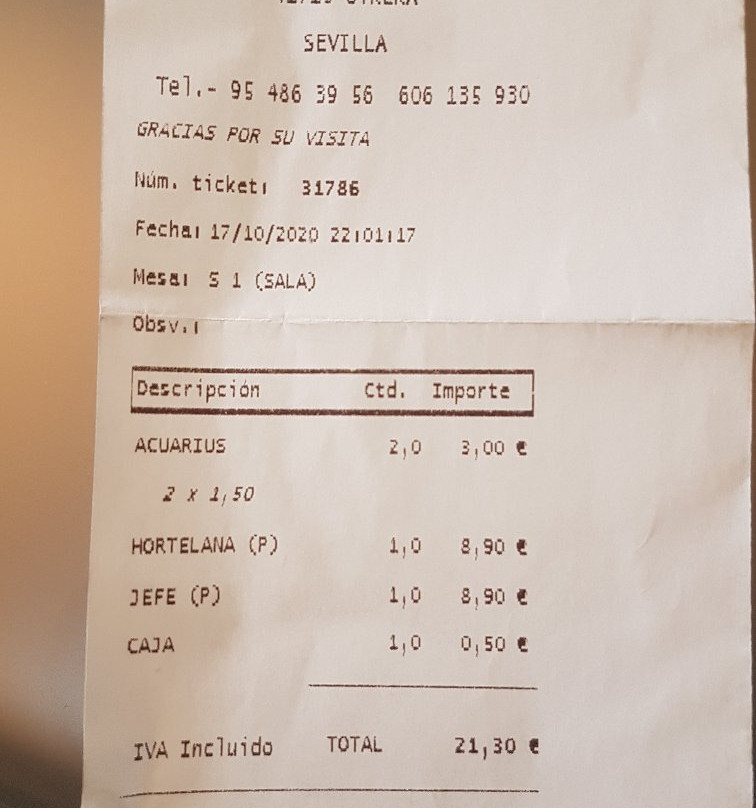 SEVILLA
Tel.- 95 486 39 56 606 135 930
GRACIAS POR SU VISITA
Núm. ticket: 31786
Fecha: 17/10/2020 22:01:17
Mesa: S 1 (SALA)
Obsv.:
Descripción Ctd. Importe
ACUARIUS 2,0 3,00 €
2 x 1,50
HORTELANA (P) 1,0 8,90 €
JEFE (P) 1,0 8,90 €
CAJA 1,0 0,50 €
IVA Incluido TOTAL 21,30 €